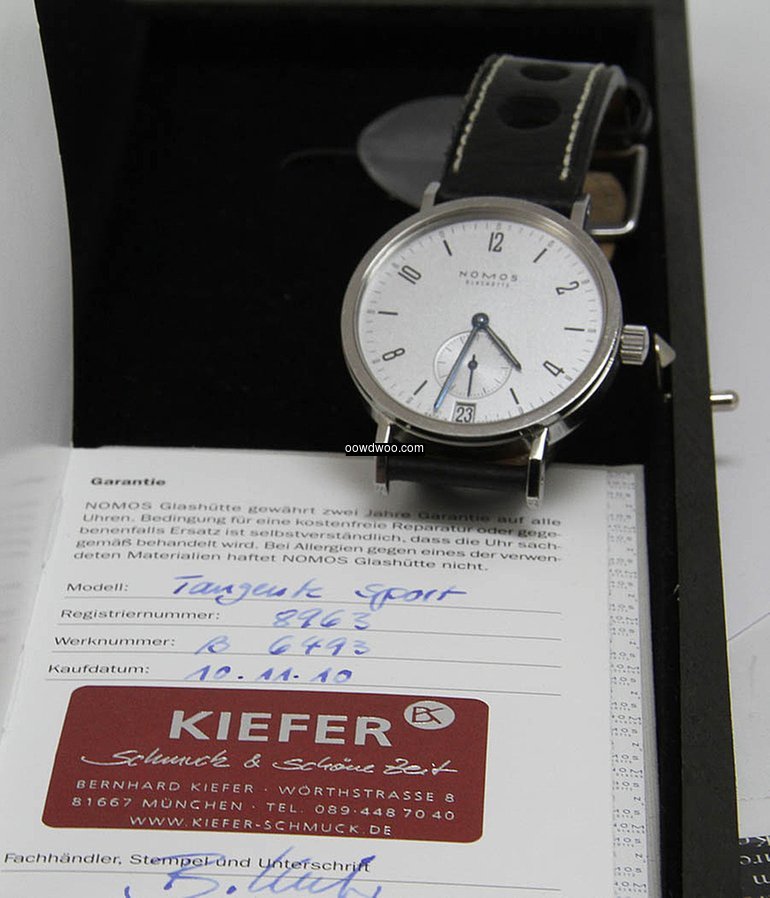 12
2
4
8
10
NOMOS
GLASHÜTTE
23
oowdwoo.com
Garantie
NOMOS Glashütte gewährt zwei Jahre Garantie auf alle
Uhren. Bedingung für eine kostenfreie Reparatur oder gege-
benenfalls Ersatz ist selbstverständlich, dass die Uhr sach-
gemäß behandelt wird. Bei Allergien gegen eines der verwen-
deten Materialien haftet NOMOS Glashütte nicht.
Modell: Tangente Sport
Registriernummer: 8963
Werknummer: B 6493
Kaufdatum: 10.11.10
KIEFER BK
Schmuck & schöne Zeit
BERNHARD KIEFER · WÖRTHSTRASSE 8
81667 MÜNCHEN · TEL. 089·448 70 40
WWW.KIEFER-SCHMUCK.DE
Fachhändler, Stempel und Unterschrift